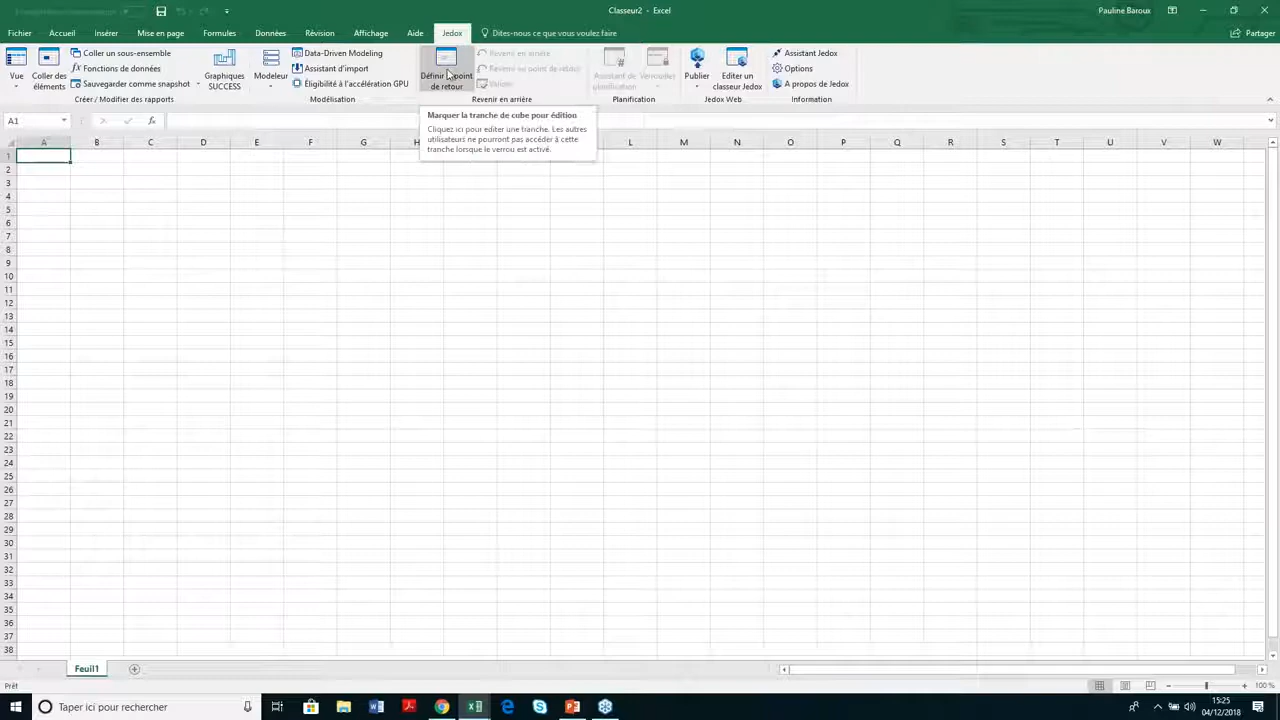 Classeur2 - Excel
Pauline Baroux
Fichier Accueil Insérer Mise en page Formules Données Révision Affichage Aide Jedox Dites-nous ce que vous voulez faire Partager
Vue
Coller des éléments
Coller un sous-ensemble
Fonctions de données
Sauvegarder comme snapshot
Graphiques SUCCESS
Créer / Modifier des rapports
Modeleur
Data-Driven Modeling
Assistant d'import
Éligibilité à l'accélération GPU
Modélisation
Définir point
de retour
Revenir en arrière
Revenir au point de retour
Valider
Revenir en arrière
Assistant de planification
Verrouiller
Planification
Publier
Editer un classeur Jedox
Jedox Web
Assistant Jedox
Options
A propos de Jedox
Information
A1
fx
Marquer la tranche de cube pour édition
Cliquez ici pour editer une tranche. Les autres
utilisateurs ne pourront pas accéder à cette
tranche lorsque le verrou est activé.
A B C D E F G H L M N O P Q R S T U V W
1
2
3
4
5
6
7
8
9
10
11
12
13
14
15
16
17
18
19
20
21
22
23
24
25
26
27
28
29
30
31
32
33
34
35
36
37
38
Feuil1
Prêt
100 %
Taper ici pour rechercher
15:25
04/12/2018